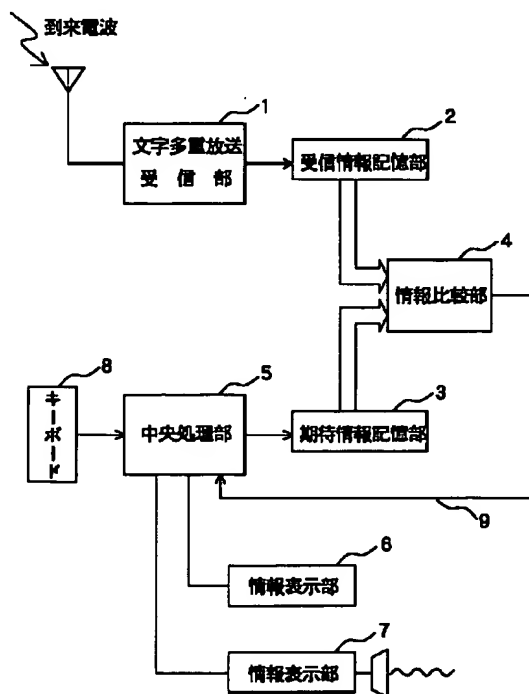 到来電波
1
文字多重放送
受信部
2
受信情報記憶部
4
情報比較部
8
キーボード
5
中央処理部
3
期待情報記憶部
9
6
情報表示部
7
情報表示部